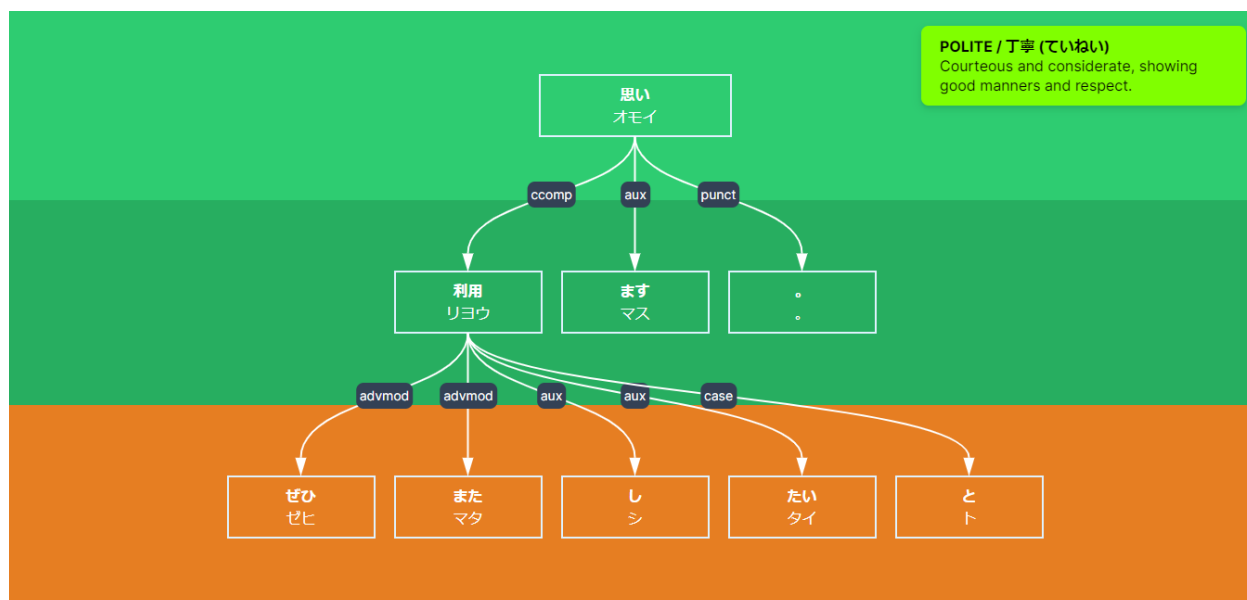 POLITE / 丁寧 (ていねい)
Courteous and considerate, showing
good manners and respect.
思い
オモイ
ccomp
aux
punct
利用
リヨウ
ます
マス
。
。
advmod
advmod
aux
aux
case
ぜひ
ゼヒ
また
マタ
し
シ
たい
タイ
と
ト